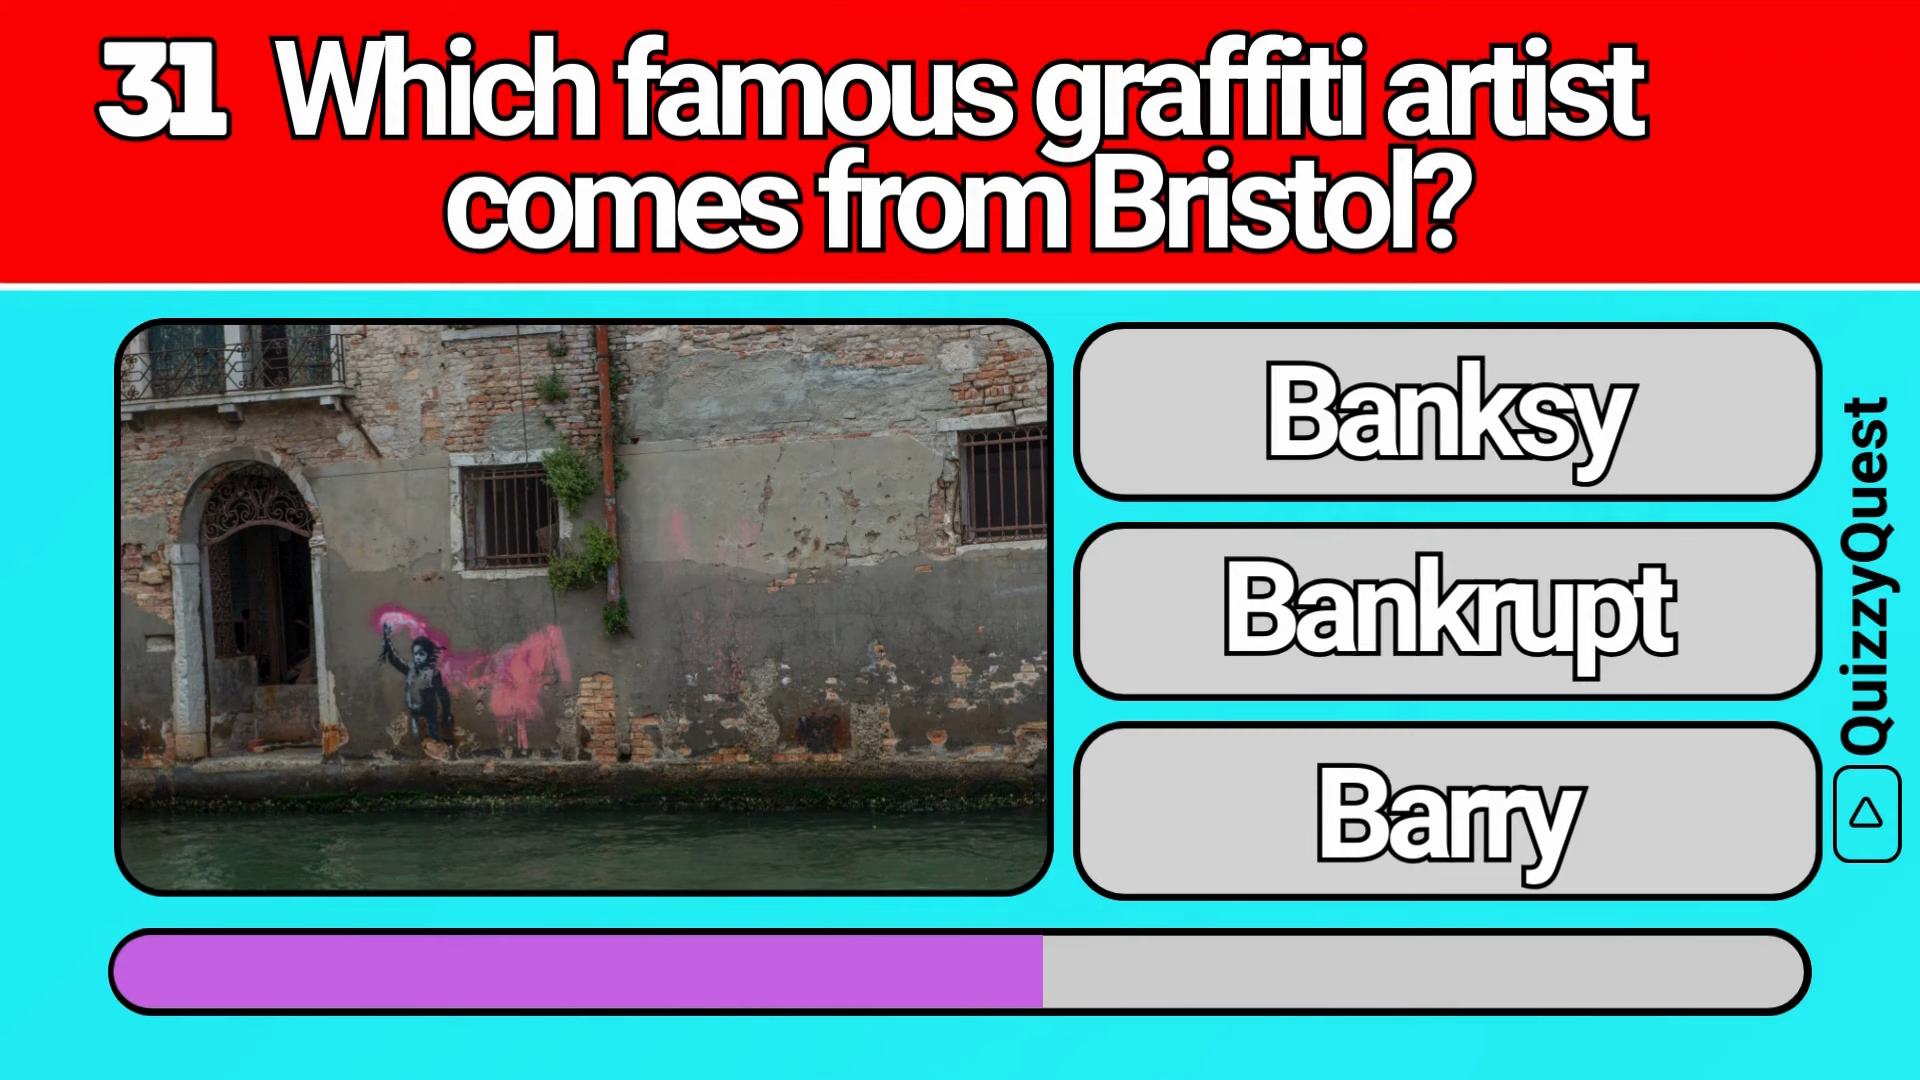 31 Which famous graffiti artist
comes from Bristol?
Banksy
Bankrupt
Barry
QuizzyQuest